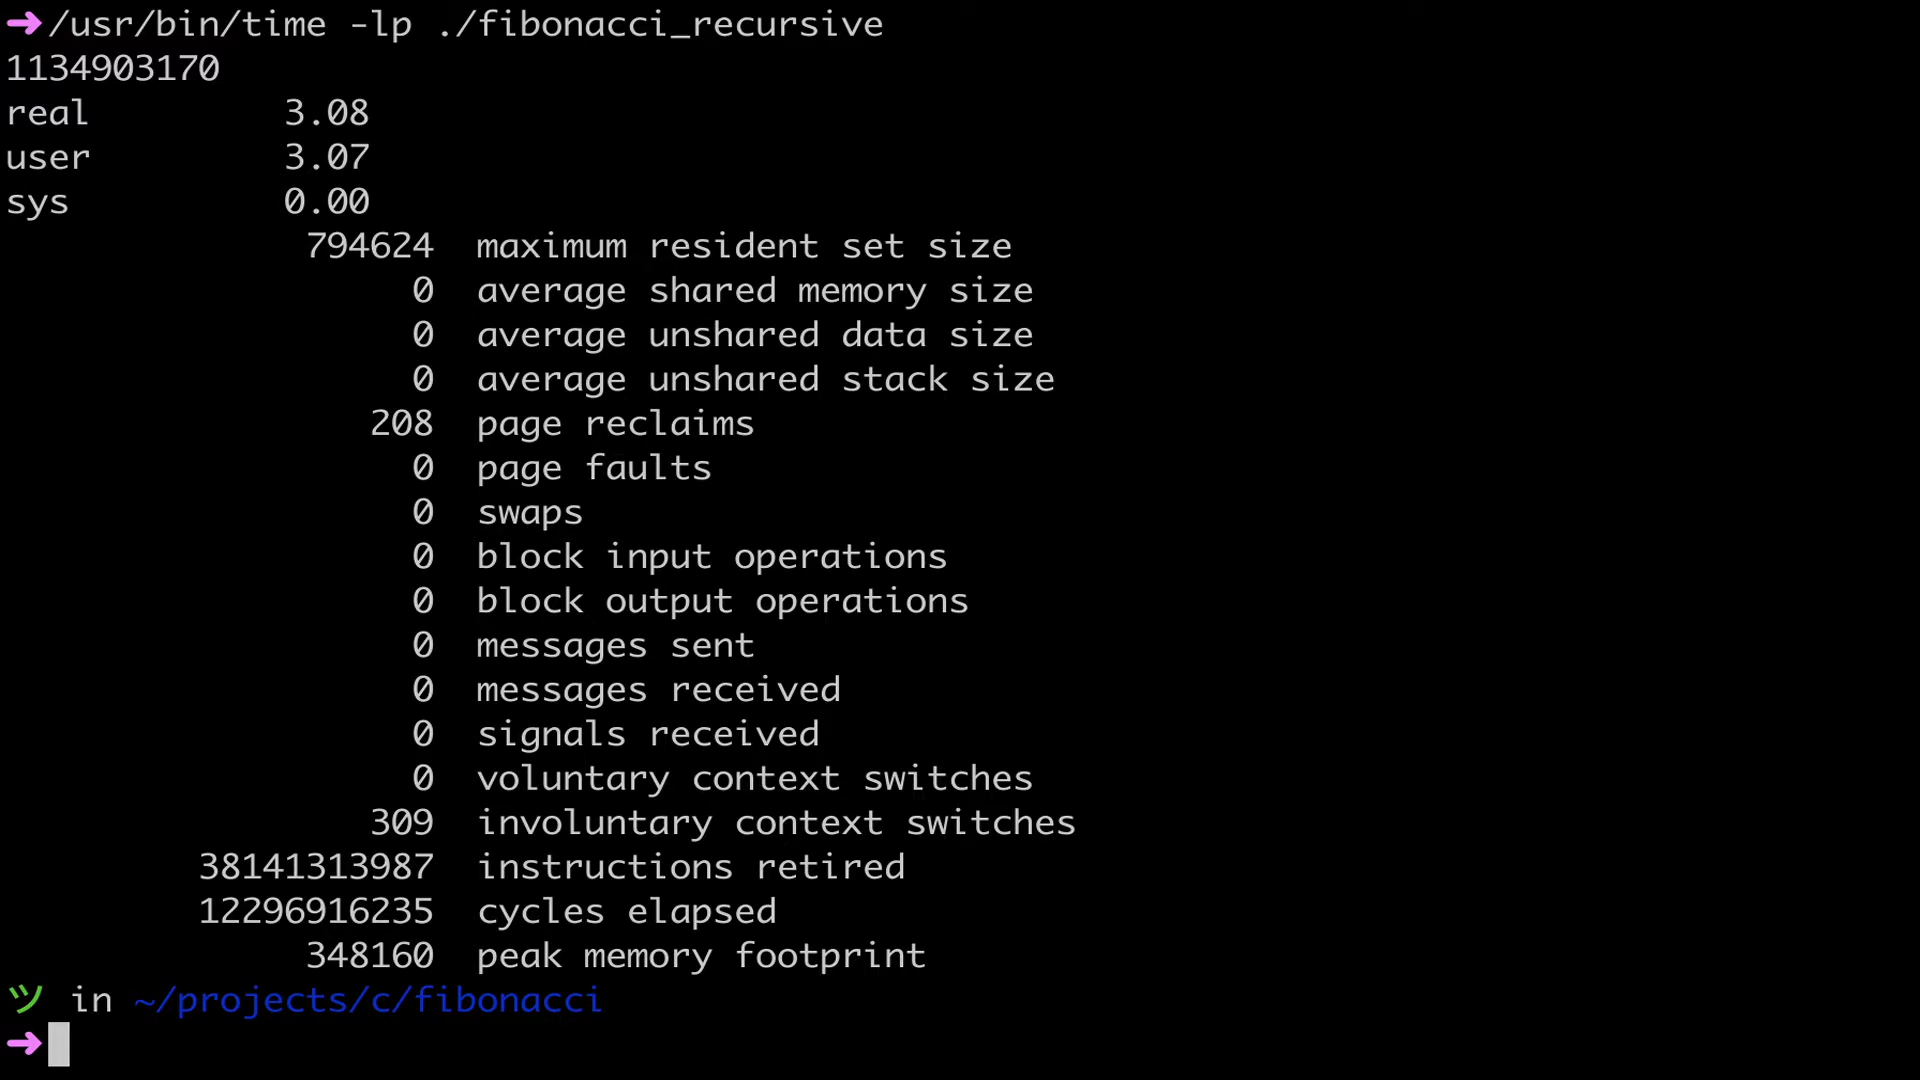 ➜/usr/bin/time -lp ./fibonacci_recursive
1134903170
real 3.08
user 3.07
sys 0.00
794624 maximum resident set size
0 average shared memory size
0 average unshared data size
0 average unshared stack size
208 page reclaims
0 page faults
0 swaps
0 block input operations
0 block output operations
0 messages sent
0 messages received
0 signals received
0 voluntary context switches
309 involuntary context switches
38141313987 instructions retired
12296916235 cycles elapsed
348160 peak memory footprint
ツ in ~/projects/c/fibonacci
➜